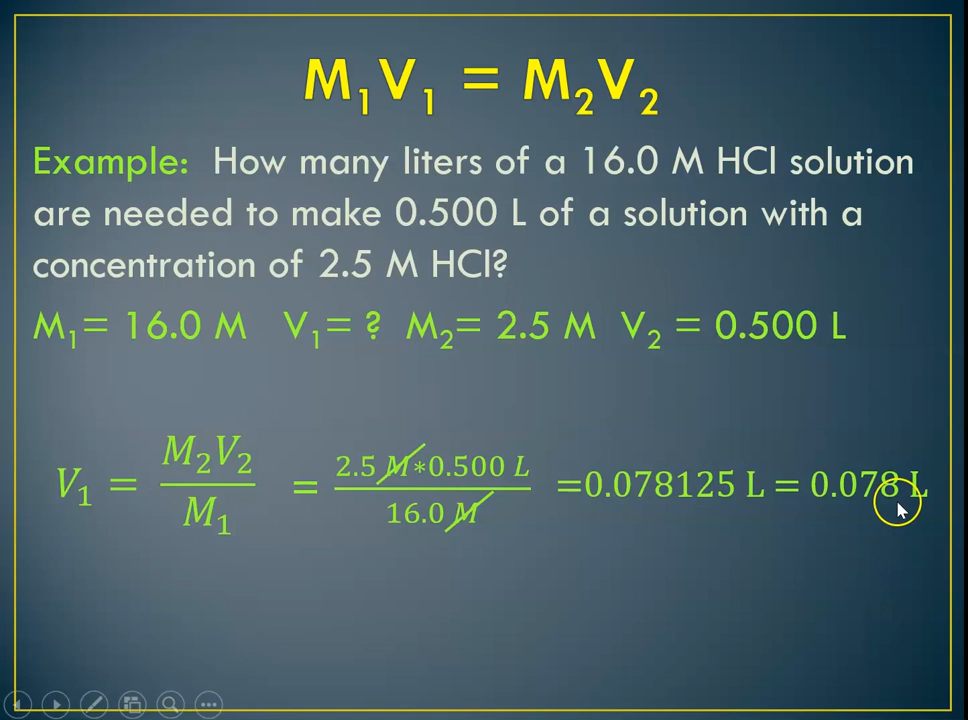 M₁V₁ = M₂V₂
Example: How many liters of a 16.0 M HCl solution
are needed to make 0.500 L of a solution with a
concentration of 2.5 M HCl?
M₁= 16.0 M V₁= ? M₂= 2.5 M V₂ = 0.500 L
V₁ = M₂V₂ / M₁ = 2.5 M*0.500 L / 16.0 M =0.078125 L = 0.078 L